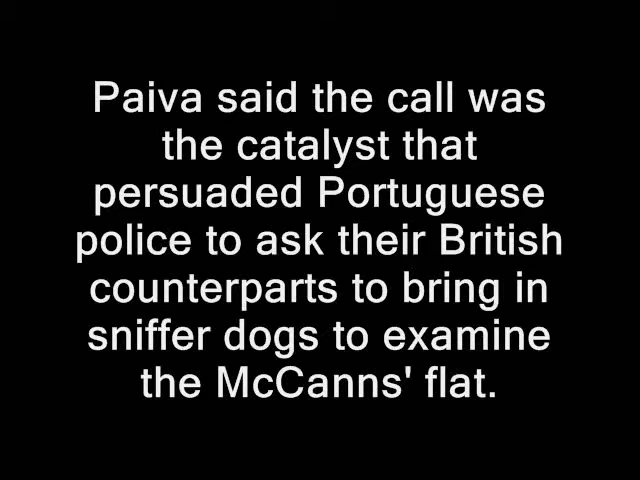 Paiva said the call was
the catalyst that
persuaded Portuguese
police to ask their British
counterparts to bring in
sniffer dogs to examine
the McCanns' flat.